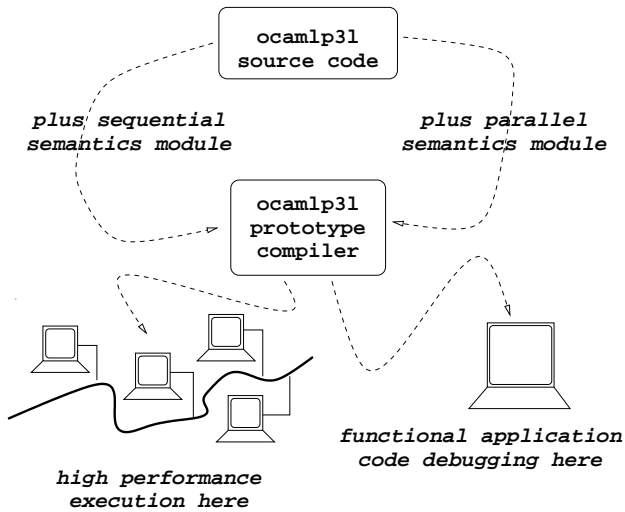 ocamlp3l
source code
plus sequential
semantics module
plus parallel
semantics module
ocamlp3l
prototype
compiler
functional application
code debugging here
high performance
execution here